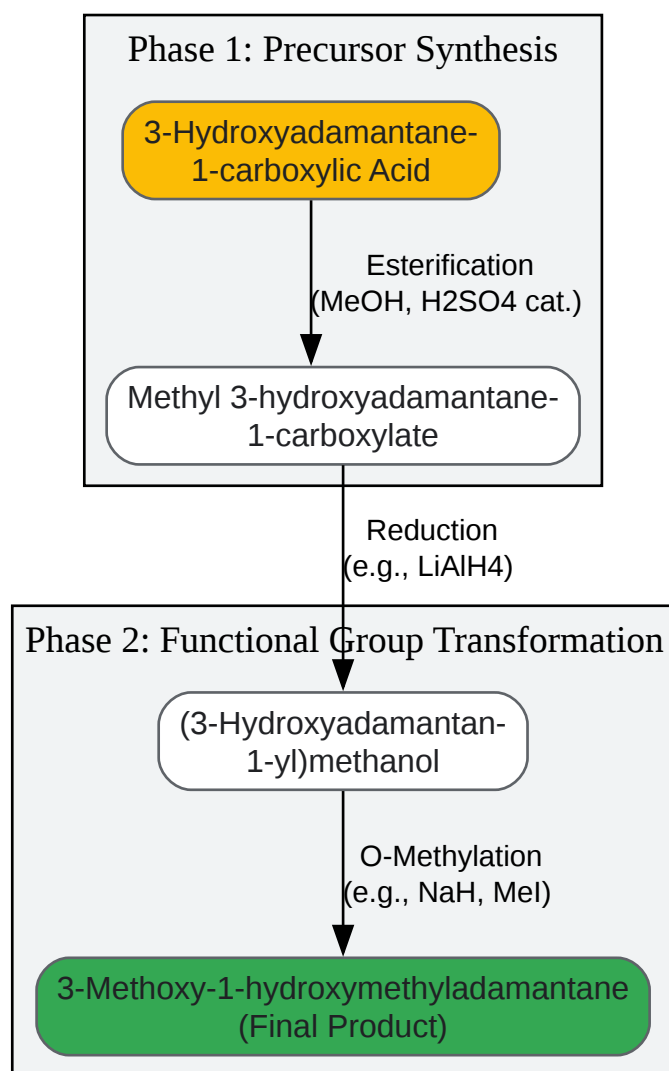 Phase 1: Precursor Synthesis
3-Hydroxyadamantane-
1-carboxylic Acid
Esterification
(MeOH, H2SO4 cat.)
Methyl 3-hydroxyadamantane-
1-carboxylate
Reduction
(e.g., LiAlH4)
Phase 2: Functional Group Transformation
(3-Hydroxyadamantan-
1-yl)methanol
O-Methylation
(e.g., NaH, MeI)
3-Methoxy-1-hydroxymethyladamantane
(Final Product)